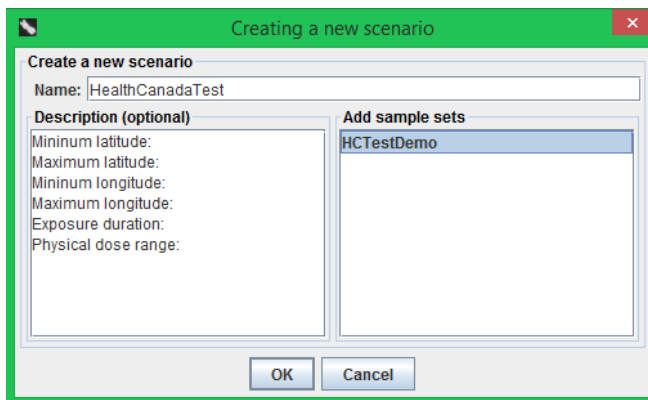 Creating a new scenario
Create a new scenario
Name: HealthCanadaTest
Description (optional)
Mininum latitude:
Maximum latitude:
Mininum longitude:
Maximum longitude:
Exposure duration:
Physical dose range:
Add sample sets
HCTestDemo
OK
Cancel